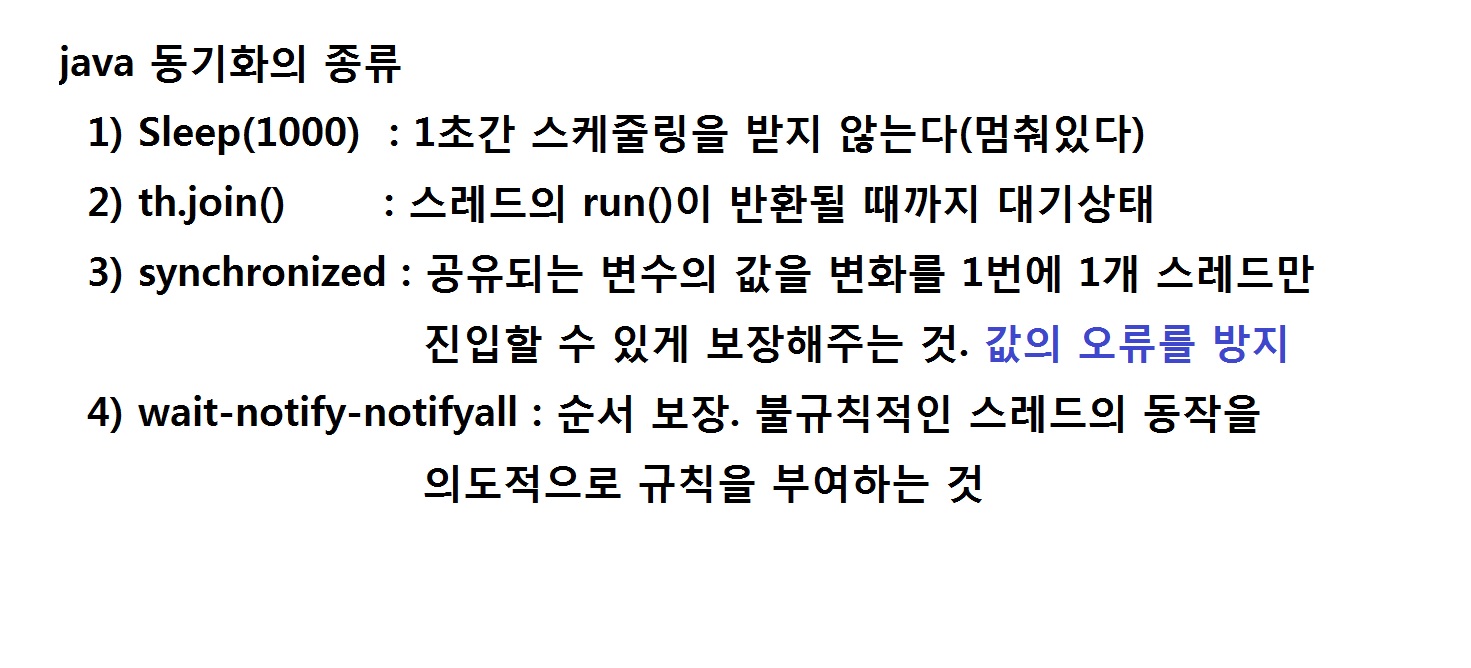 java 동기화의 종류
1) Sleep(1000) : 1초간 스케줄링을 받지 않는다(멈춰있다)
2) th.join() : 스레드의 run()이 반환될 때까지 대기상태
3) synchronized : 공유되는 변수의 값을 변화를 1번에 1개 스레드만
진입할 수 있게 보장해주는 것. 값의 오류를 방지
4) wait-notify-notifyall : 순서 보장. 불규칙적인 스레드의 동작을
의도적으로 규칙을 부여하는 것